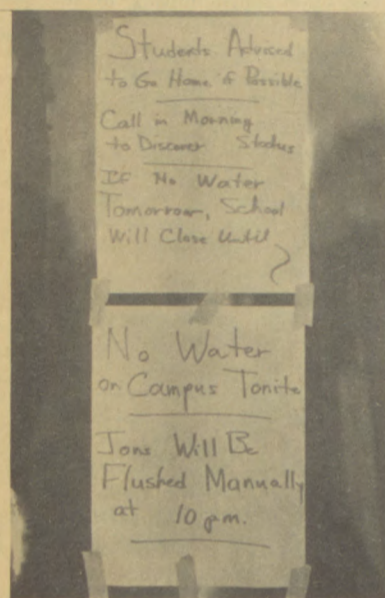 Students Advised
to Go Home if Possible
Call in Morning
to Discover Status
If No Water
Tomorrow, School
Will Close Until
?
No Water
on Campus Tonite
Jons Will Be
Flushed Manually
at 10 pm.